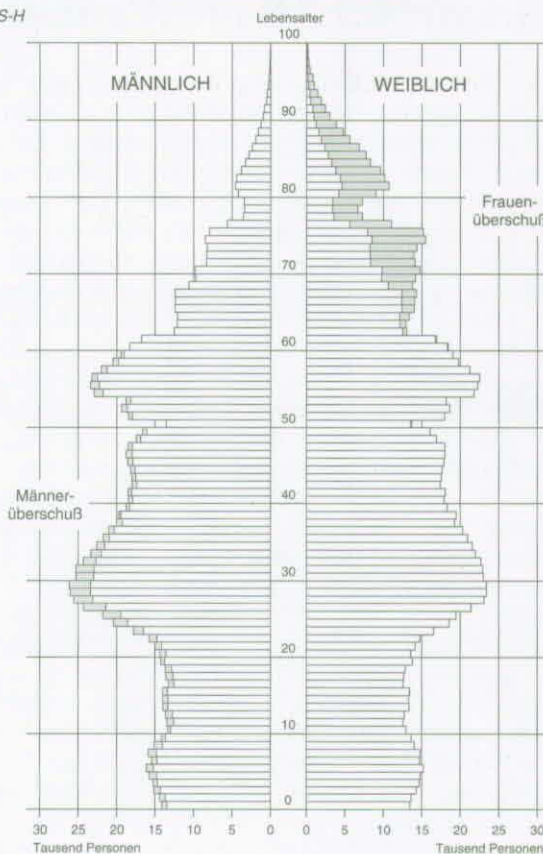 S-H
Lebensalter
100
MÄNNLICH
WEIBLICH
90
80
Frauen-
überschuß
70
60
50
Männer-
überschuß
40
30
20
10
0
30 25 20 15 10 5 0
0 5 10 15 20 25 30
Tausend Personen
Tausend Personen